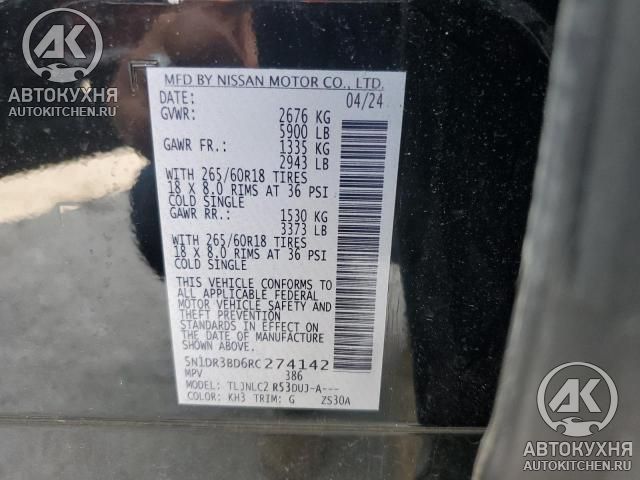 AK
АВТОКУХНЯ
AUTOKITCHEN.RU
MFD BY NISSAN MOTOR CO., LTD.
DATE: 04/24
GVWR: 2676 KG
5900 LB
GAWR FR.: 1335 KG
2943 LB
WITH 265/60R18 TIRES
18 X 8.0 RIMS AT 36 PSI
COLD SINGLE
GAWR RR.: 1530 KG
3373 LB
WITH 265/60R18 TIRES
18 X 8.0 RIMS AT 36 PSI
COLD SINGLE
THIS VEHICLE CONFORMS TO
ALL APPLICABLE FEDERAL
MOTOR VEHICLE SAFETY AND
THEFT PREVENTION
STANDARDS IN EFFECT ON
THE DATE OF MANUFACTURE
SHOWN ABOVE.
5N1DR3BD6RC274142
MPV 386
MODEL: TLJNLC2 R53DUJ-A---
COLOR: KH3 TRIM: G ZS30A
AK
АВТОКУХНЯ
AUTOKITCHEN.RU